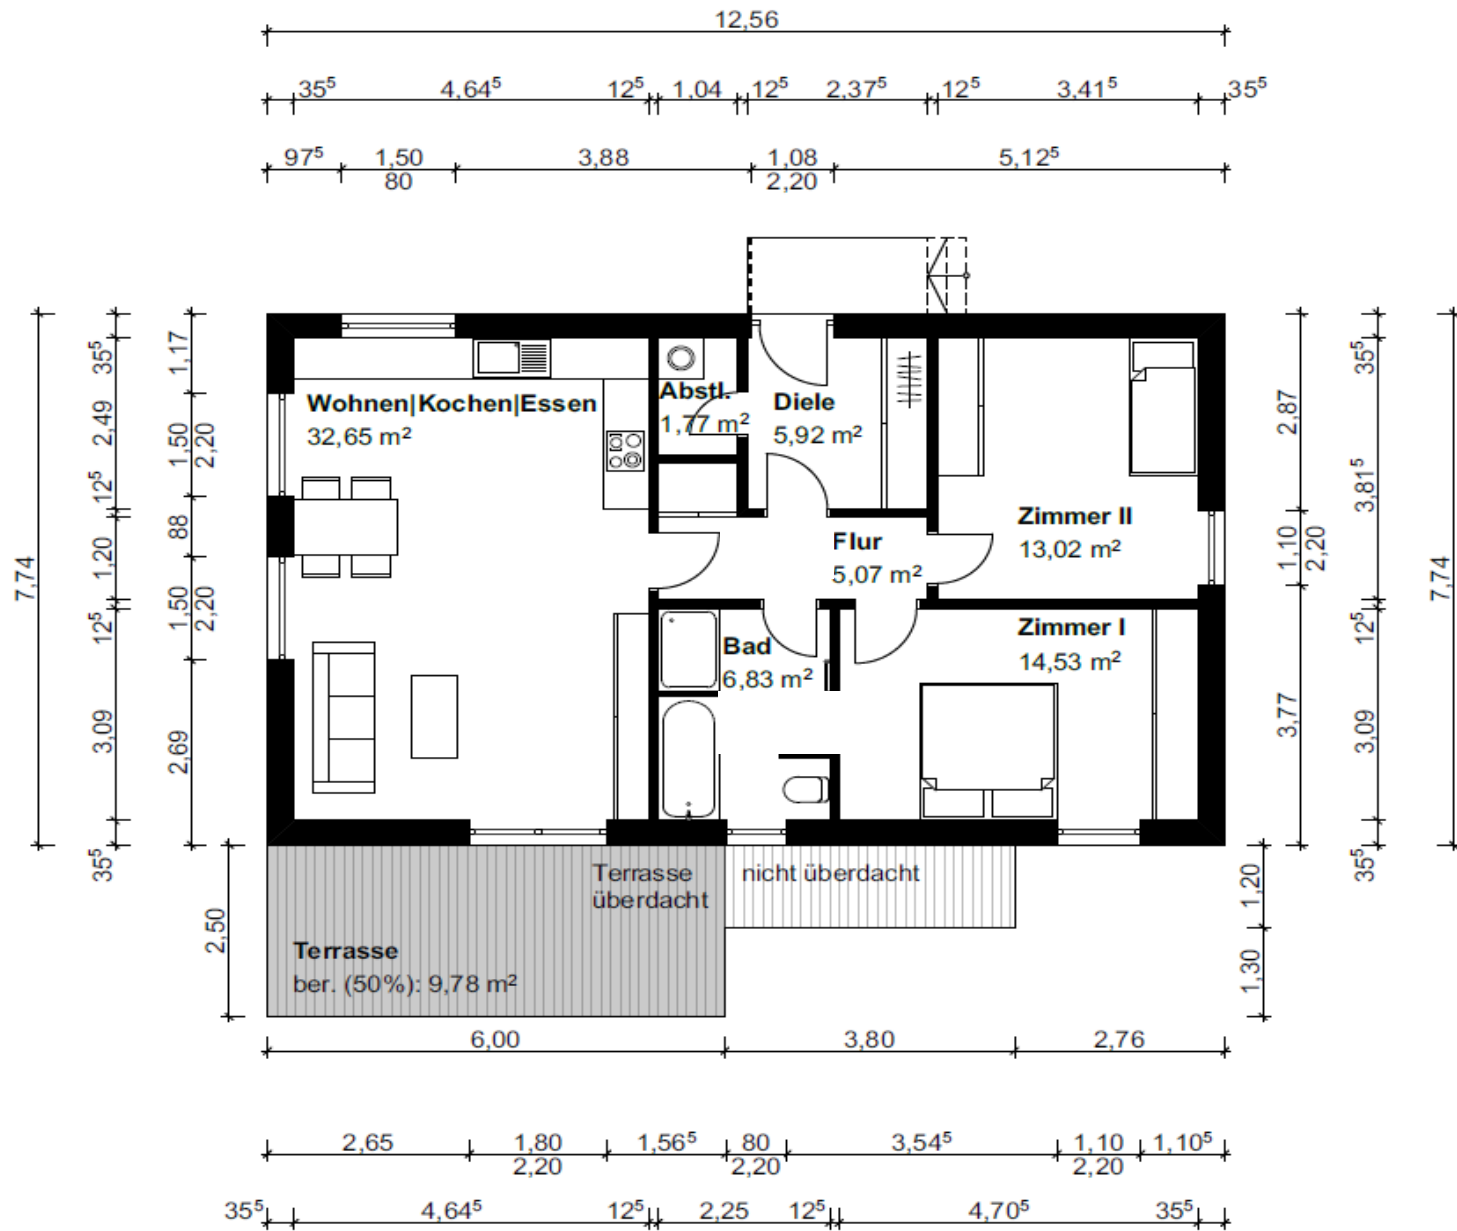 12,56
35⁵ 4,64⁵ 12⁵ 1,04 12⁵ 2,37⁵ 12⁵ 3,41⁵ 35⁵
97⁵ 1,50 3,88 1,08 5,12⁵
80 2,20
7,74
35⁵ 2,49 12⁵ 1,20 12⁵ 3,09 35⁵
1,17 1,50 88 1,50 2,69
2,20 2,20
Wohnen|Kochen|Essen
32,65 m²
Abstl.
1,77 m²
Diele
5,92 m²
Flur
5,07 m²
Zimmer II
13,02 m²
Bad
6,83 m²
Zimmer I
14,53 m²
2,87 1,10 3,77
2,20
35⁵ 3,81⁵ 12⁵ 3,09 35⁵
7,74
Terrasse
überdacht
nicht überdacht
Terrasse
ber. (50%): 9,78 m²
2,50
1,20
1,30
6,00 3,80 2,76
2,65 1,80 1,56⁵ 80 3,54⁵ 1,10 1,10⁵
2,20 2,20 2,20
35⁵ 4,64⁵ 12⁵ 2,25 12⁵ 4,70⁵ 35⁵